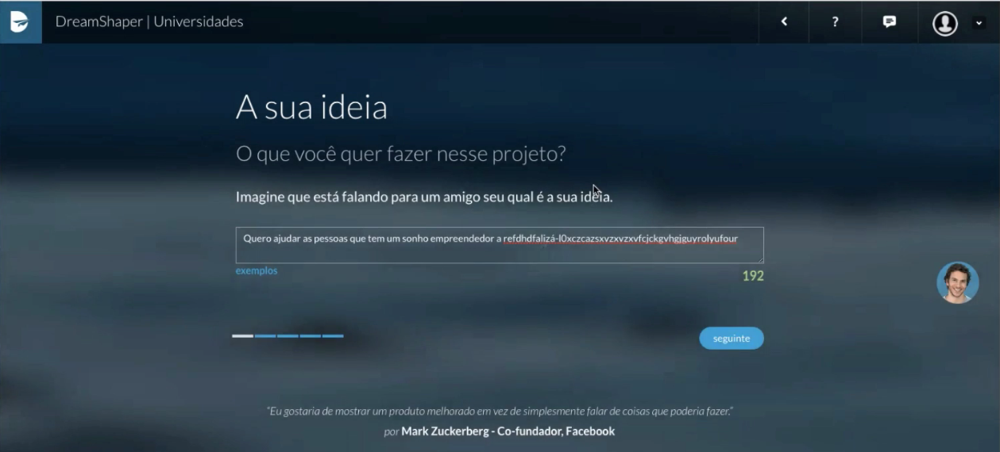 DreamShaper | Universidades
?
A sua ideia
O que você quer fazer nesse projeto?
Imagine que está falando para um amigo seu qual é a sua ideia.
Quero ajudar as pessoas que tem um sonho empreendedor a refdhdfalizá-l0xczcazsxvzxvzxvfcjckgvhgjguyrolyufour
exemplos
192
seguinte
“Eu gostaria de mostrar um produto melhorado em vez de simplesmente falar de coisas que poderia fazer.”
por Mark Zuckerberg - Co-fundador, Facebook